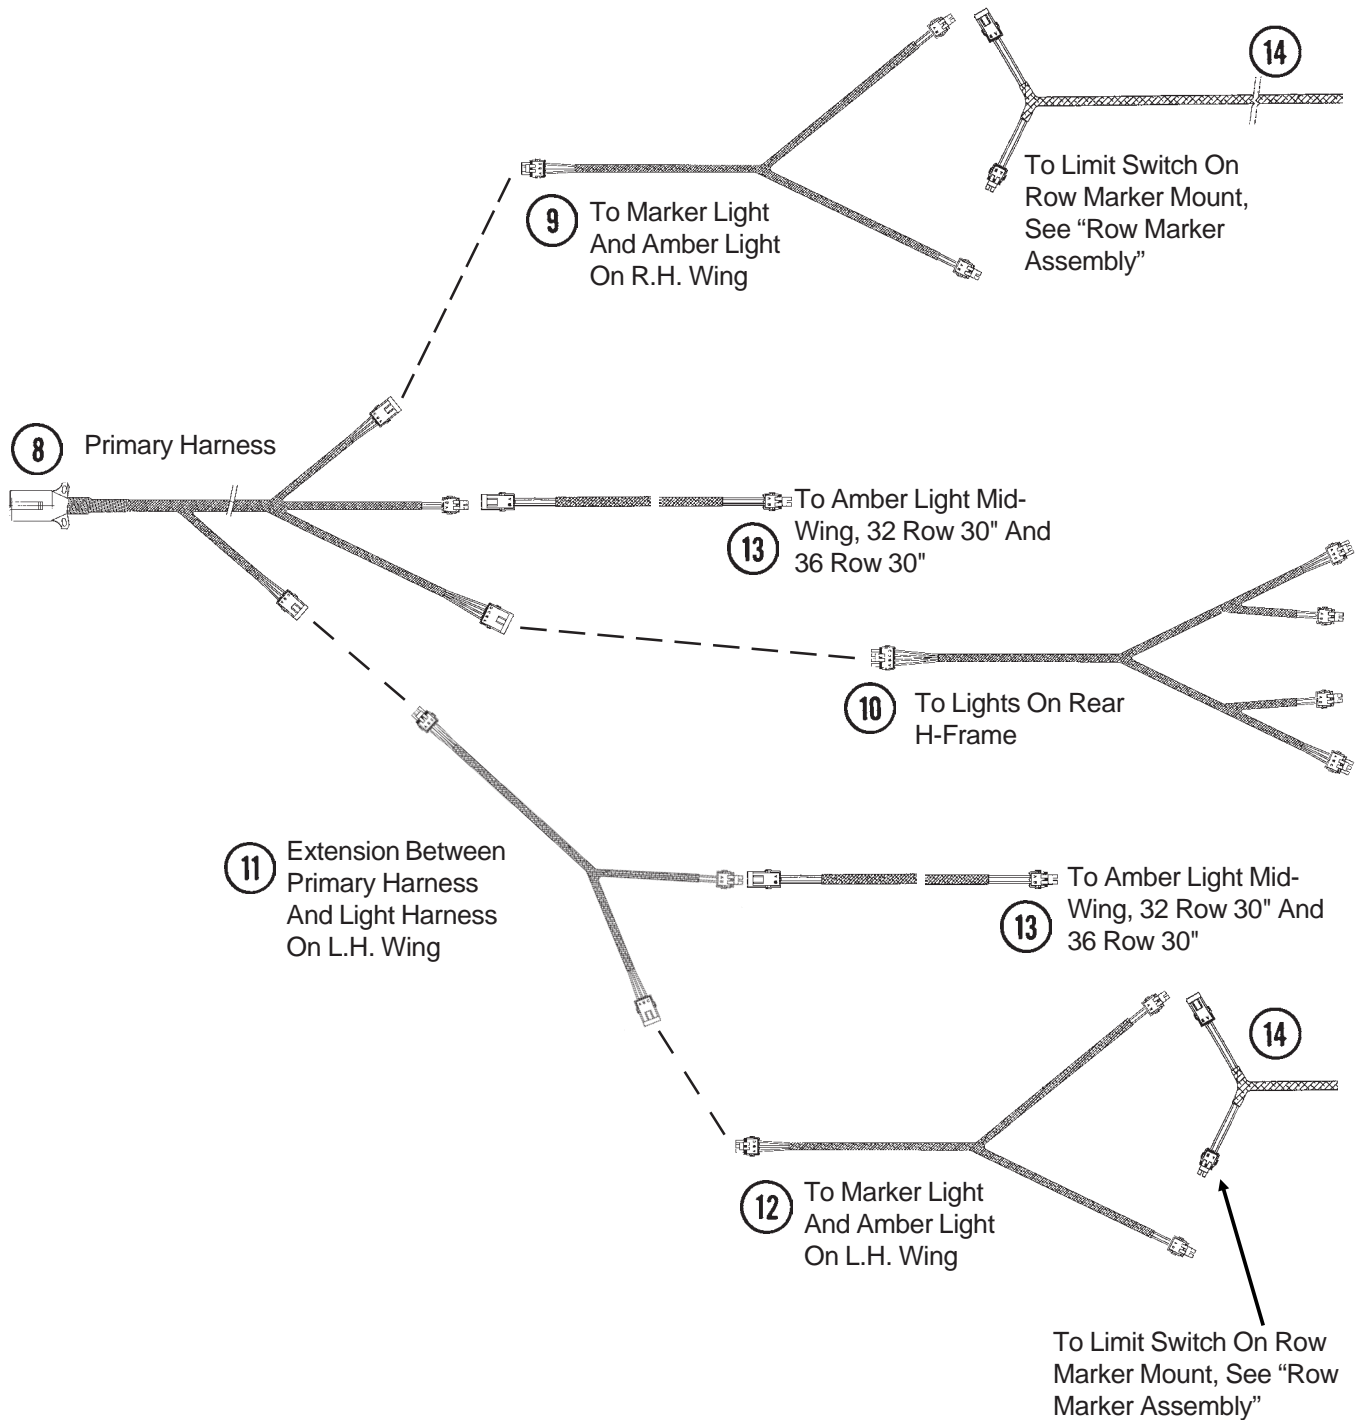 14
To Limit Switch On
Row Marker Mount,
See “Row Marker
Assembly”
9
To Marker Light
And Amber Light
On R.H. Wing
8
Primary Harness
13
To Amber Light Mid-
Wing, 32 Row 30" And
36 Row 30"
10
To Lights On Rear
H-Frame
11
Extension Between
Primary Harness
And Light Harness
On L.H. Wing
13
To Amber Light Mid-
Wing, 32 Row 30" And
36 Row 30"
14
12
To Marker Light
And Amber Light
On L.H. Wing
To Limit Switch On Row
Marker Mount, See “Row
Marker Assembly”